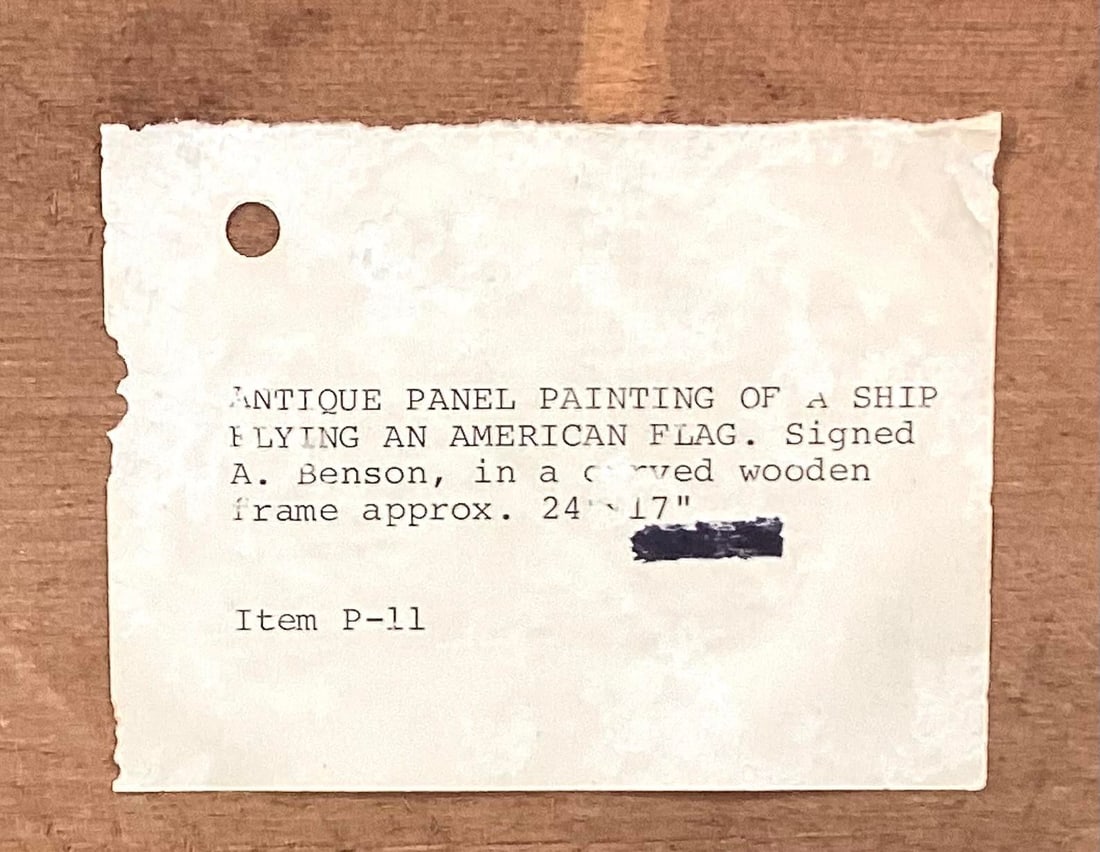 ANTIQUE PANEL PAINTING OF A SHIP
FLYING AN AMERICAN FLAG. Signed
A. Benson, in a carved wooden
frame approx. 24" x 17"
Item P-11